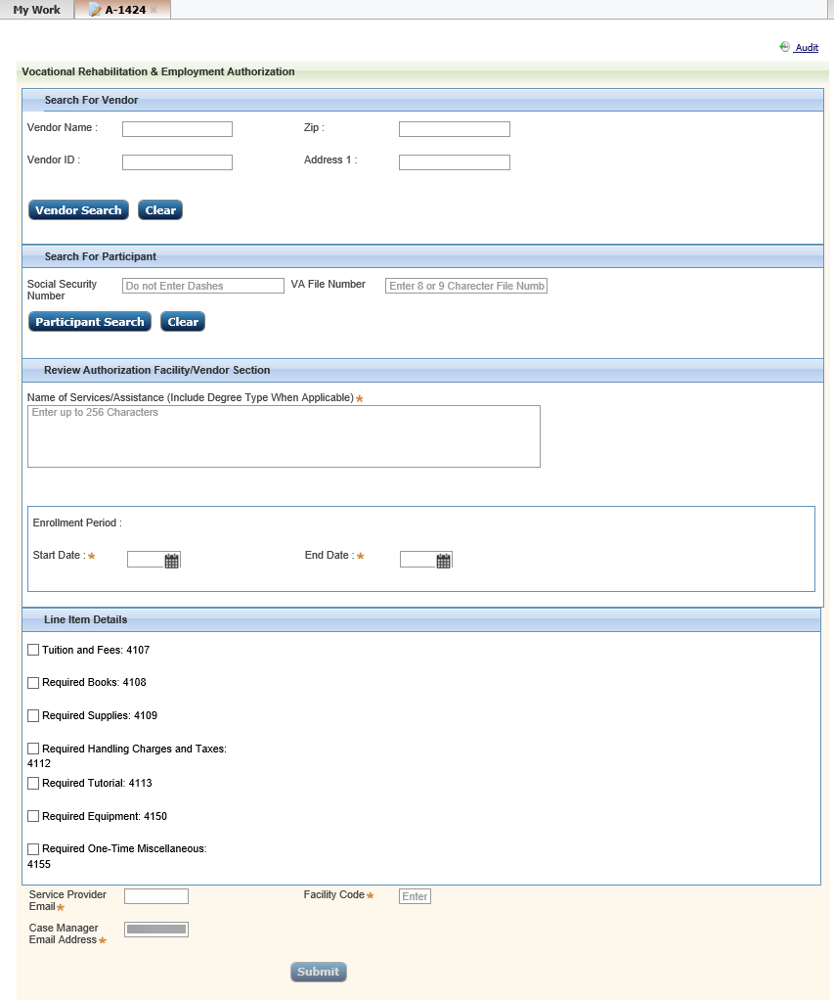 My Work A-1424
Audit
Vocational Rehabilitation & Employment Authorization
Search For Vendor
Vendor Name : Zip :
Vendor ID : Address 1 :
Vendor Search Clear
Search For Participant
Social Security Number Do not Enter Dashes VA File Number Enter 8 or 9 Charecter File Numb
Participant Search Clear
Review Authorization Facility/Vendor Section
Name of Services/Assistance (Include Degree Type When Applicable) *
Enter up to 256 Characters
Enrollment Period :
Start Date : * End Date : *
Line Item Details
Tuition and Fees: 4107
Required Books: 4108
Required Supplies: 4109
Required Handling Charges and Taxes:
4112
Required Tutorial: 4113
Required Equipment: 4150
Required One-Time Miscellaneous:
4155
Service Provider
Email* Facility Code* Enter
Case Manager
Email Address*
Submit